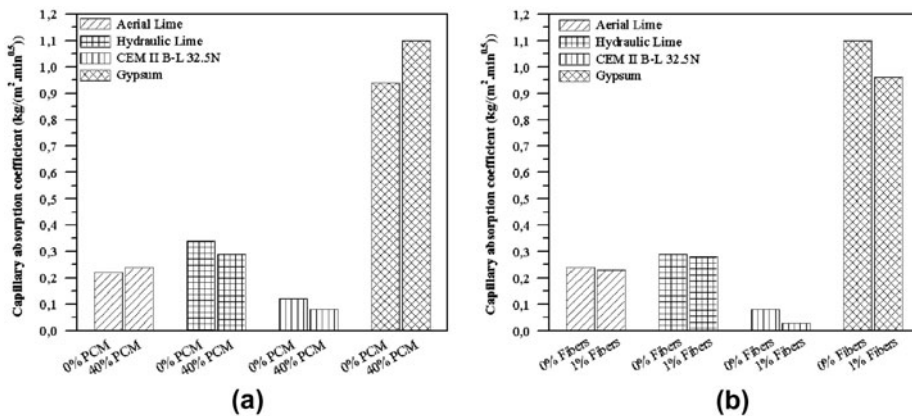 Capillary absorption coefficient (kg/(m².min⁰·⁵))
1,2
1,1
1,0
0,9
0,8
0,7
0,6
0,5
0,4
0,3
0,2
0,1
0,0
Aerial Lime
Hydraulic Lime
CEM II B-L 32.5N
Gypsum
0% PCM
40% PCM
0% PCM
40% PCM
0% PCM
40% PCM
0% PCM
40% PCM
(a)
Capillary absorption coefficient (kg/(m².min⁰·⁵))
1,2
1,1
1,0
0,9
0,8
0,7
0,6
0,5
0,4
0,3
0,2
0,1
0,0
Aerial Lime
Hydraulic Lime
CEM II B-L 32.5N
Gypsum
0% Fibers
1% Fibers
0% Fibers
1% Fibers
0% Fibers
1% Fibers
0% Fibers
1% Fibers
(b)